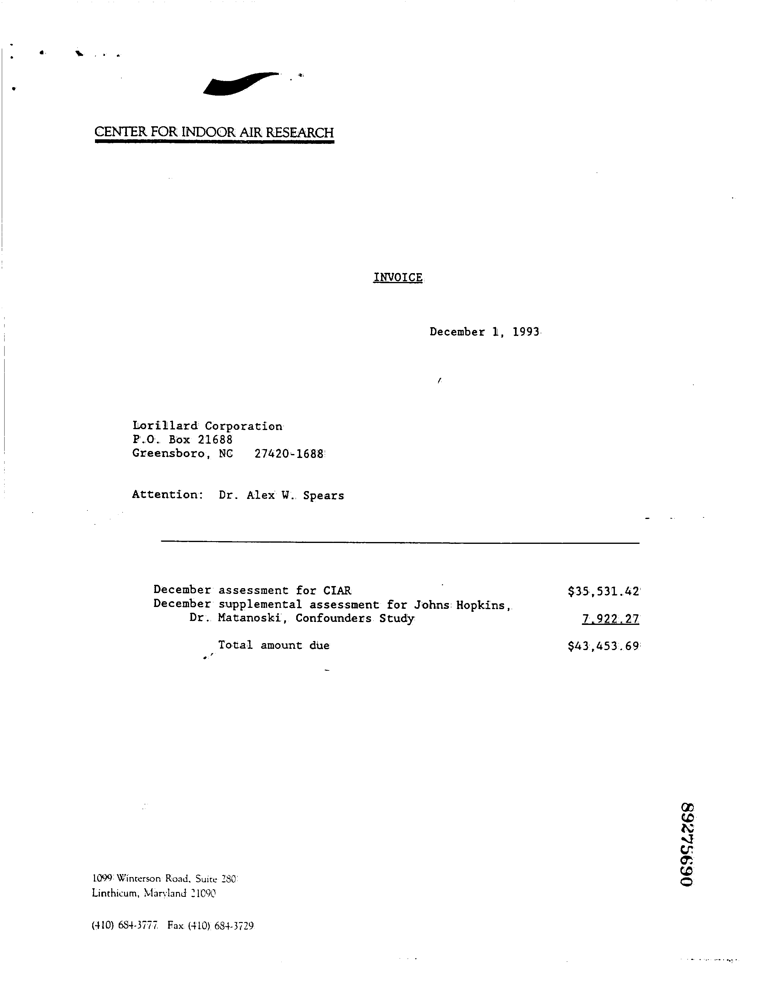 CENTER FOR INDOOR AIR RESEARCH
INVOICE
December 1, 1993
Lorillard Corporation
P.O. Box 21688
Greensboro, NC 27420-1688
Attention: Dr. Alex W. Spears
December assessment for CIAR $35,531.42
December supplemental assessment for Johns Hopkins,
Dr. Matanoski, Confounders Study 7,922.27
Total amount due $43,453.69
89275690
1099 Winterson Road, Suite 280
Linthicum, Maryland 21090
(410) 684-3777 Fax (410) 684-3729